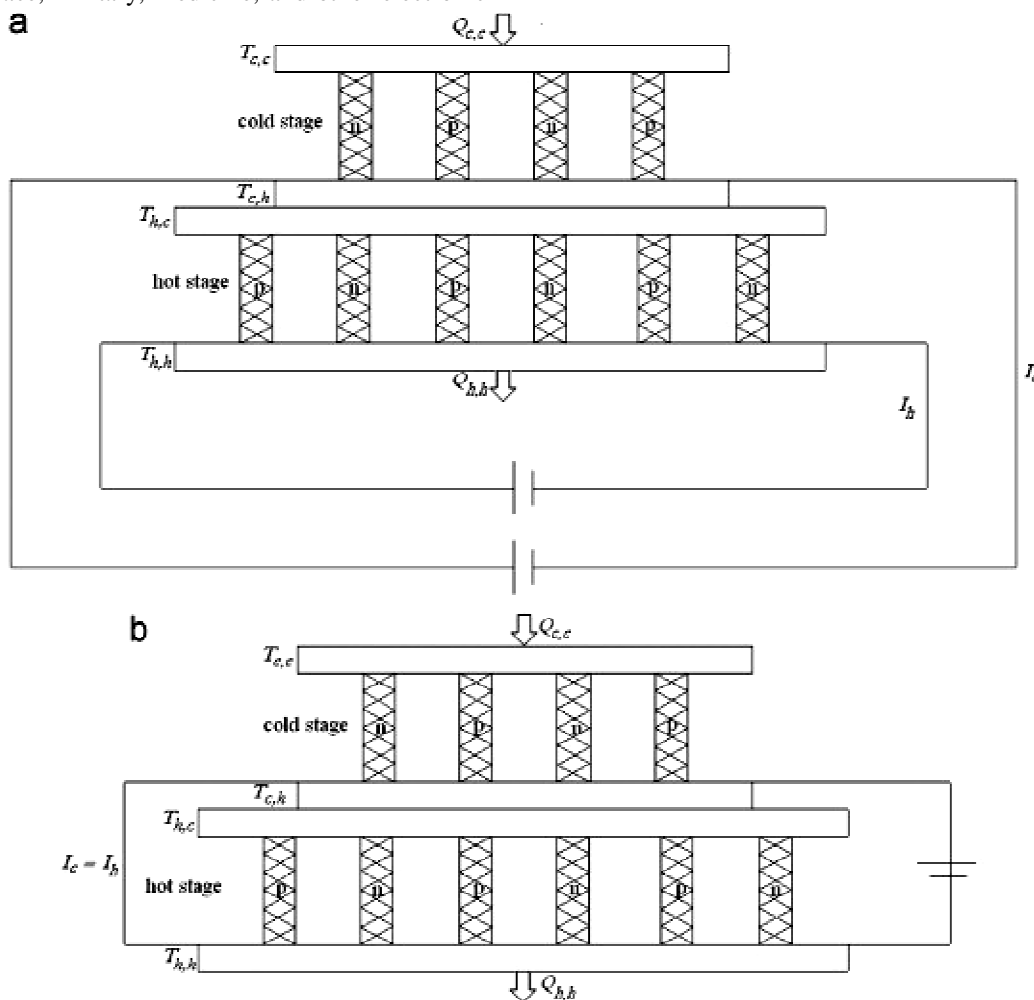 a
Q_{c,c}
T_{c,c}
cold stage
n p n p
T_{c,h}
T_{h,c}
hot stage
p n p n p n
T_{h,h}
Q_{h,h}
I_h
b
Q_{c,c}
T_{c,c}
cold stage
n p n p
T_{c,h}
T_{h,c}
I_c = I_h
hot stage
p n p n p n
T_{h,h}
Q_{h,h}